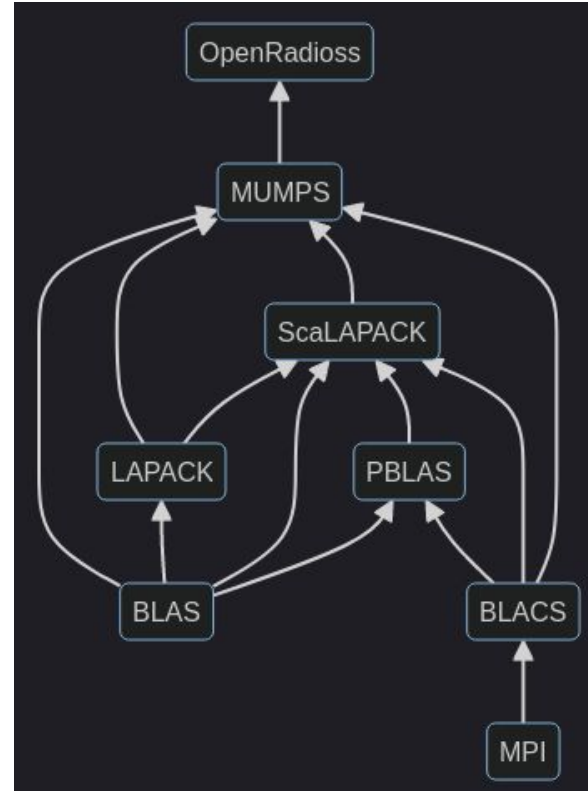 OpenRadioss
MUMPS
ScaLAPACK
LAPACK
PBLAS
BLAS
BLACS
MPI